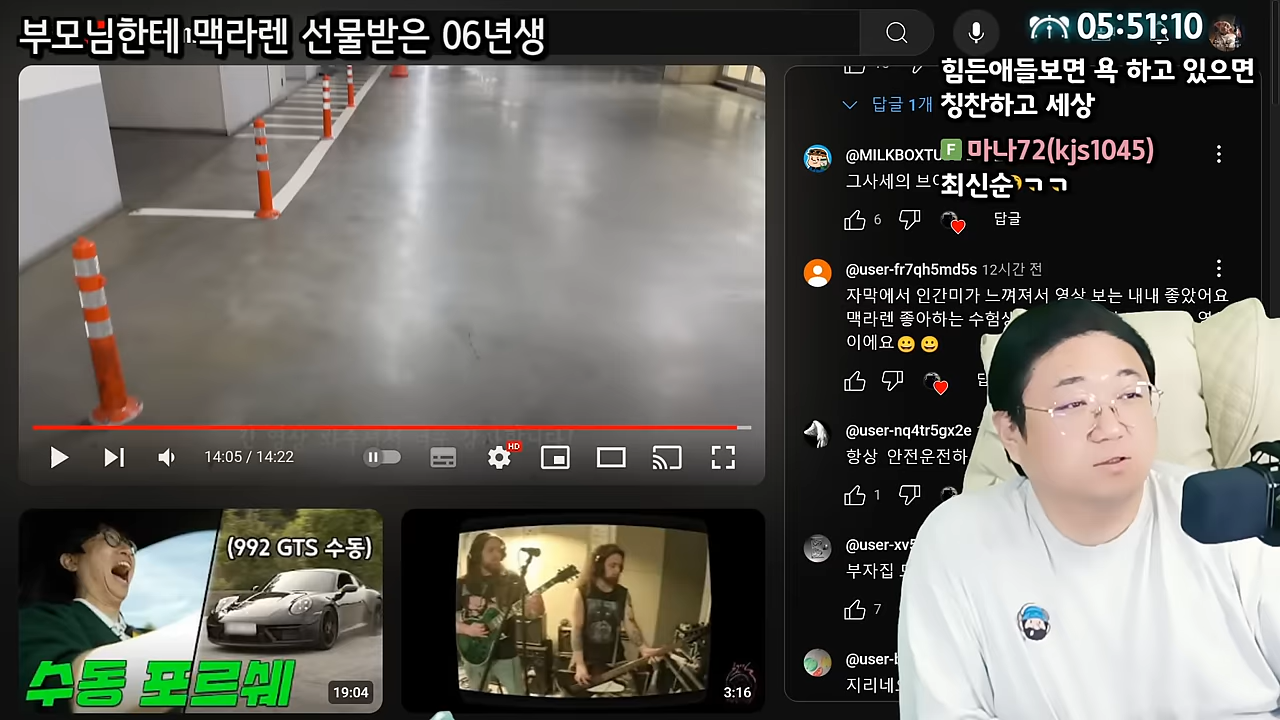 부모님한테 맥라렌 선물받은 06년생
05:51:10
힘든애들보면 욕 하고 있으면
칭찬하고 세상
답글 1개
F 마나72(kjs1045)
최신순 ㄱㄱ
@MILKBOXTU
그사세의
6
답글
@user-fr7qh5md5s 12시간 전
자막에서 인간미가 느껴져서 영상 보는 내내 좋았어요
맥라렌 좋아하는
이에요😀 😀
@user-nq4tr5gx2e
항상 안전운전하
1
@user-xv5
부자집
7
@user-b
지리네요
HD
14:05 / 14:22
(992 GTS 수동)
수동 포르쉐
19:04
3:16